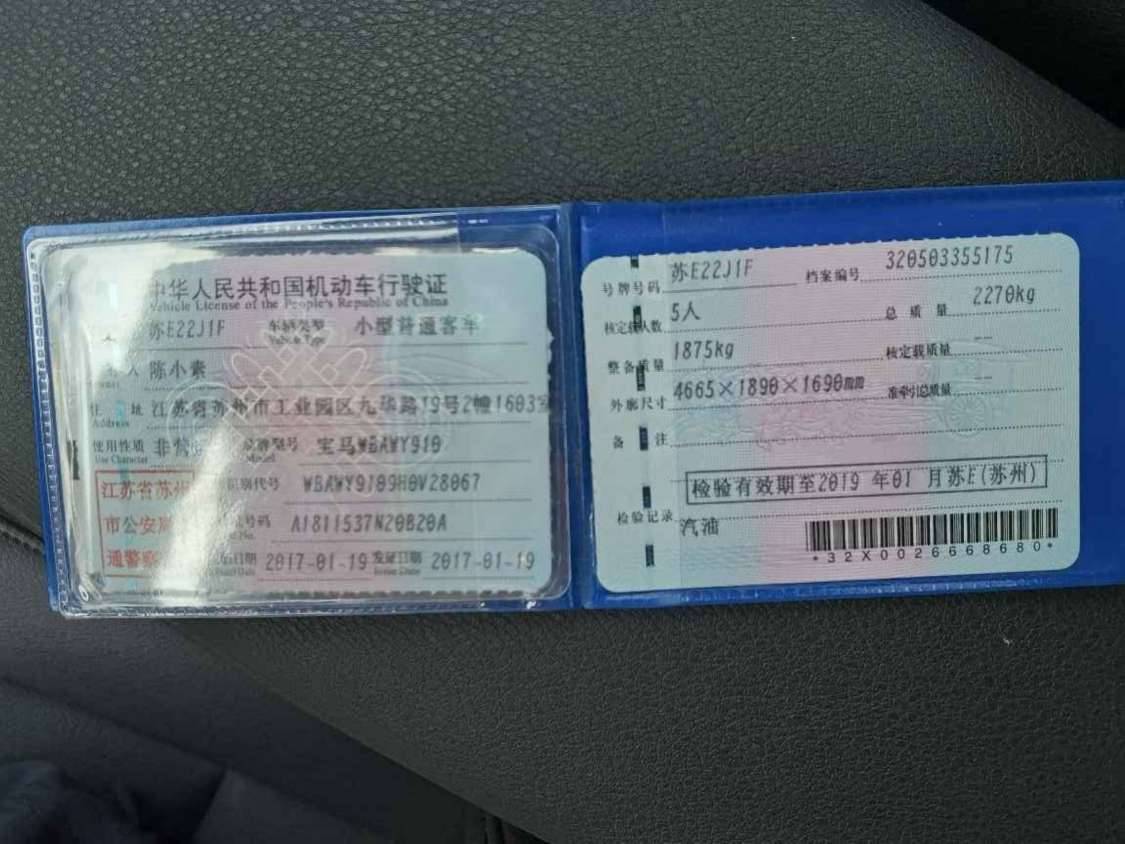 中华人民共和国机动车行驶证
Vehicle License of the People's Republic of China
苏E22J1F 车辆类型 小型普通客车
Vehicle Type
人 陈小素
住 址 江苏省苏州市工业园区九华路19号2幢1603室
Address
使用性质 非营 品牌型号 宝马WBAWY910
Use Character Model
江苏省苏州 识别代号 WBAWY9109H0V28067
市公安局 号码 A1811537N20B20A
通警察 日期 2017-01-19 发证日期 2017-01-19
Issue Date
号牌号码 苏E22J1F 档案编号 320503355175
核定载人数 5人 总 质 量 2270kg
整备质量 1875kg 核定载质量 --
外廓尺寸 4665×1890×1690mm 准牵引总质量 --
备 注
检验有效期至2019 年01 月苏E(苏州)
检验记录
汽油
*32X0026668680*